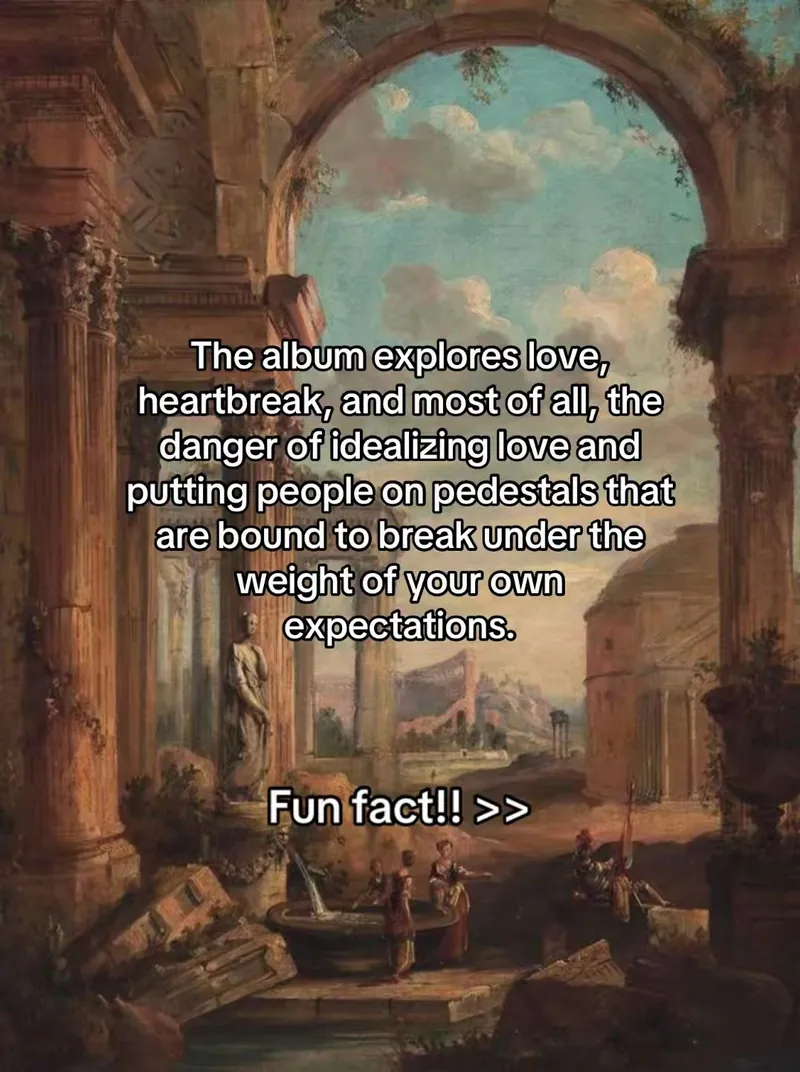 The album explores love,
heartbreak, and most of all, the
danger of idealizing love and
putting people on pedestals that
are bound to break under the
weight of your own
expectations.
Fun fact!! >>